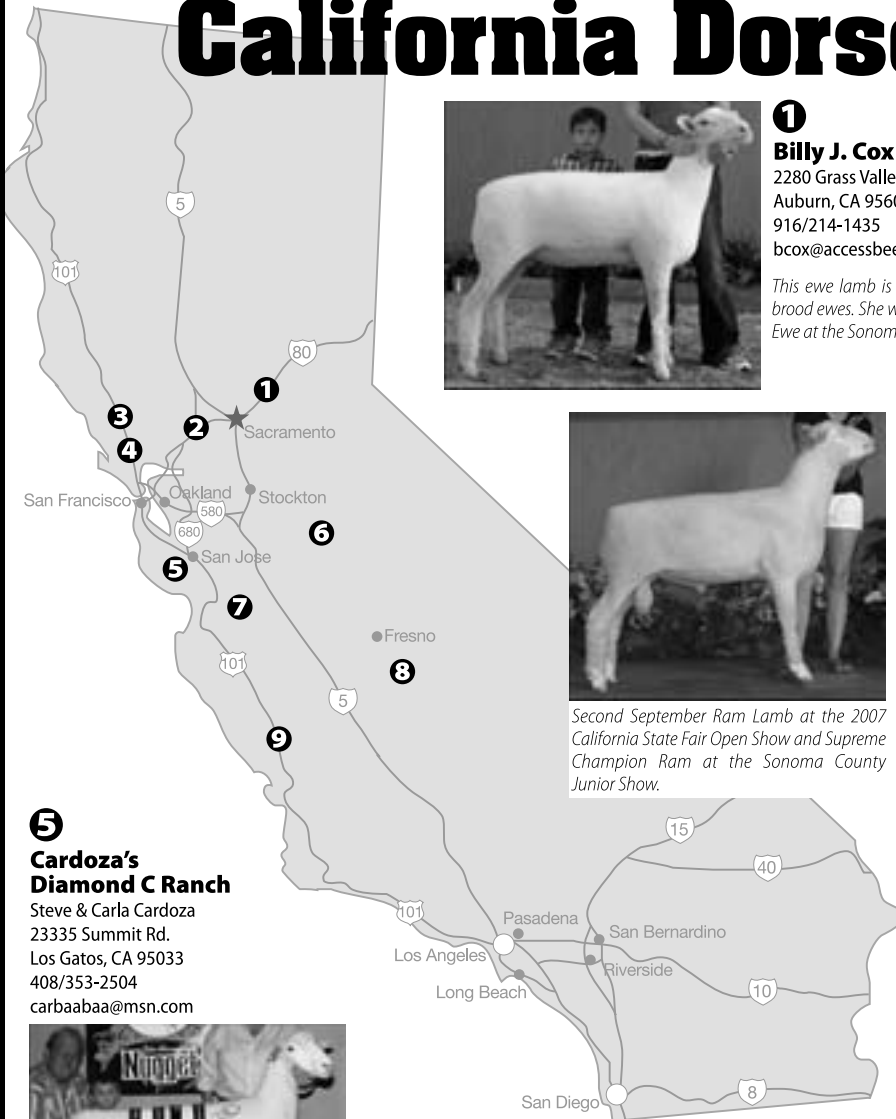 California Dorse
1
Billy J. Cox
2280 Grass Valle
Auburn, CA 9560
916/214-1435
bcox@accessbee
This ewe lamb is
brood ewes. She w
Ewe at the Sonom
5
101
80
1
3
2
4
Sacramento
San Francisco
Oakland
Stockton
580
680
6
San Jose
5
7
Fresno
101
8
5
9
Second September Ram Lamb at the 2007
California State Fair Open Show and Supreme
Champion Ram at the Sonoma County
Junior Show.
5
Cardoza's
Diamond C Ranch
Steve & Carla Cardoza
23335 Summit Rd.
Los Gatos, CA 95033
408/353-2504
carbaabaa@msn.com
Nugget
15
40
101
Pasadena
San Bernardino
Los Angeles
Riverside
Long Beach
10
San Diego
8